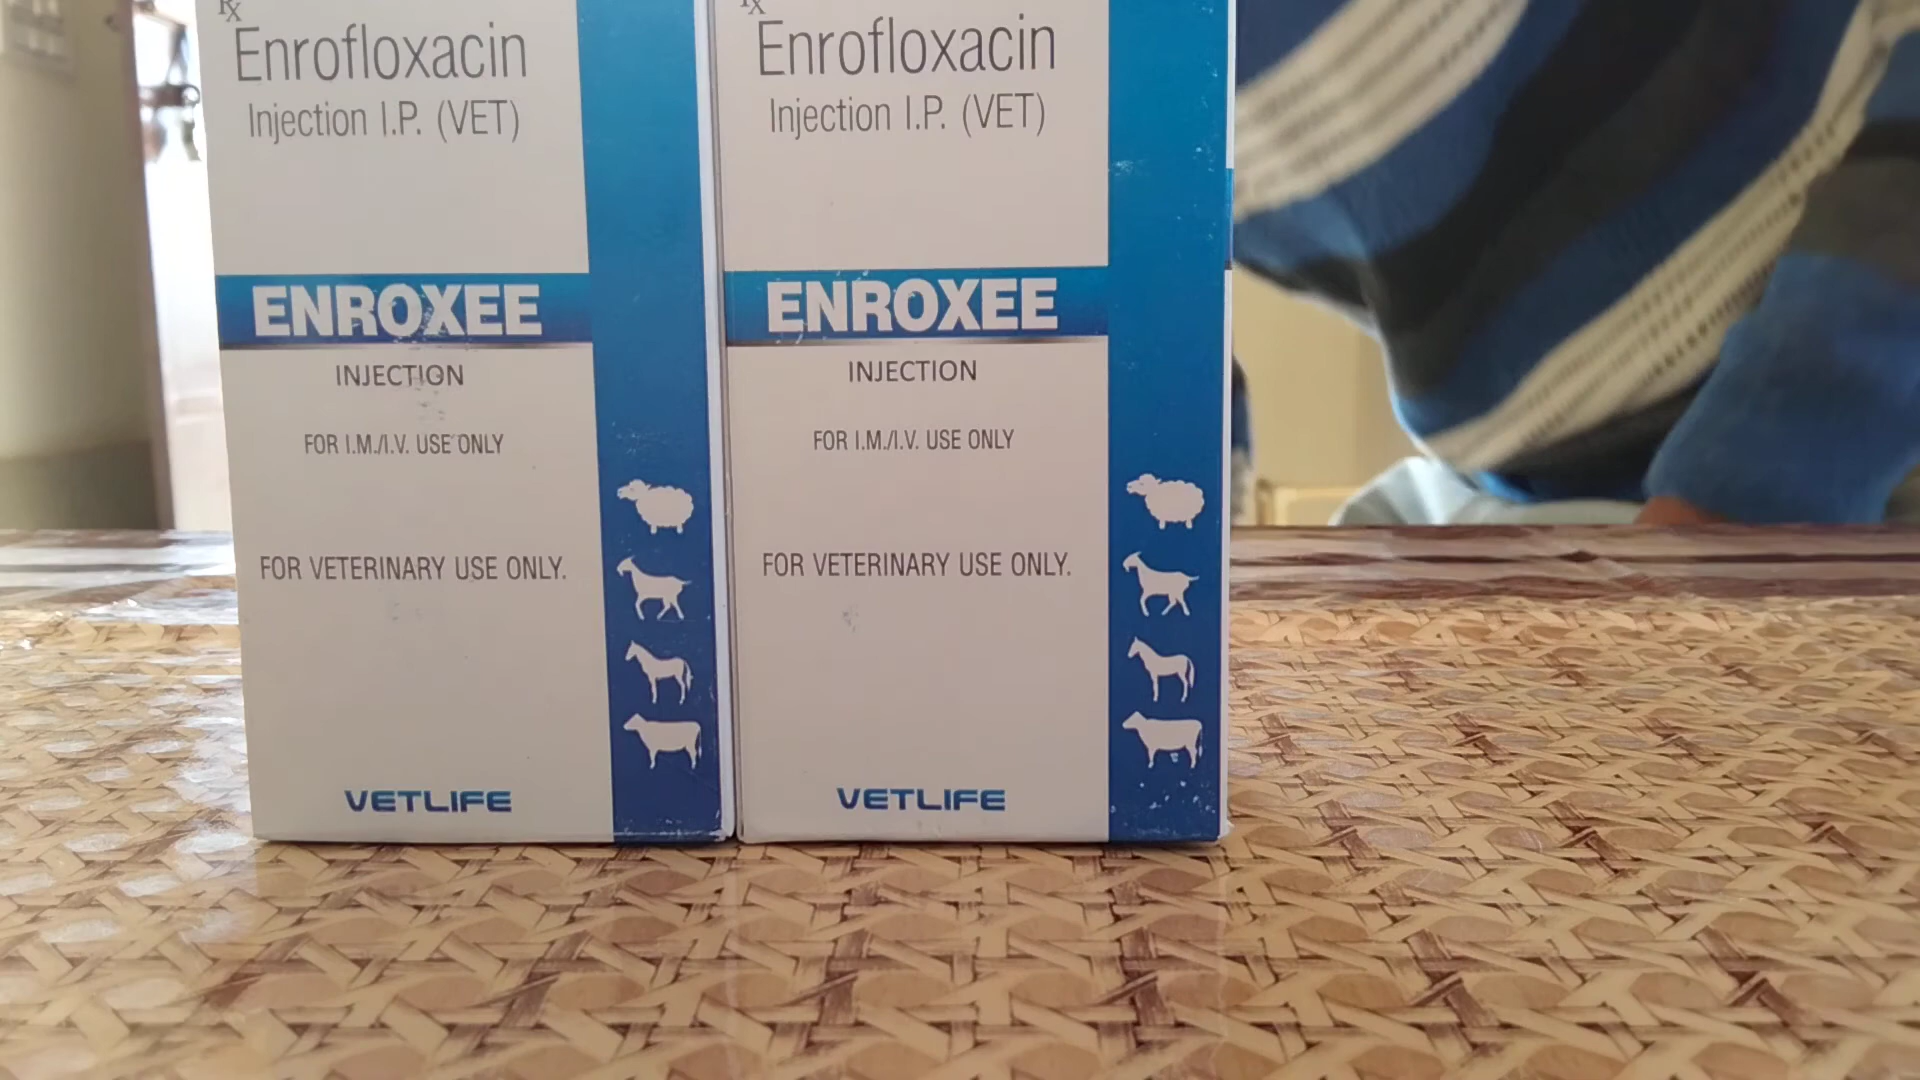 Rx
Enrofloxacin
Injection I.P. (VET)
ENROXEE
INJECTION
FOR I.M./I.V. USE ONLY
FOR VETERINARY USE ONLY.
VETLIFE
Rx
Enrofloxacin
Injection I.P. (VET)
ENROXEE
INJECTION
FOR I.M./I.V. USE ONLY
FOR VETERINARY USE ONLY.
VETLIFE